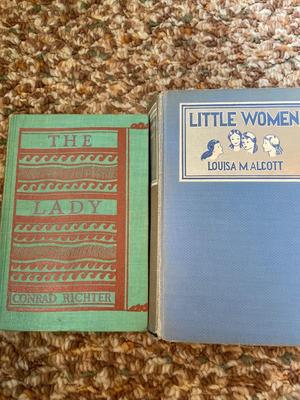 THE
LADY
CONRAD RICHTER
LITTLE WOMEN
LOUISA M. ALCOTT